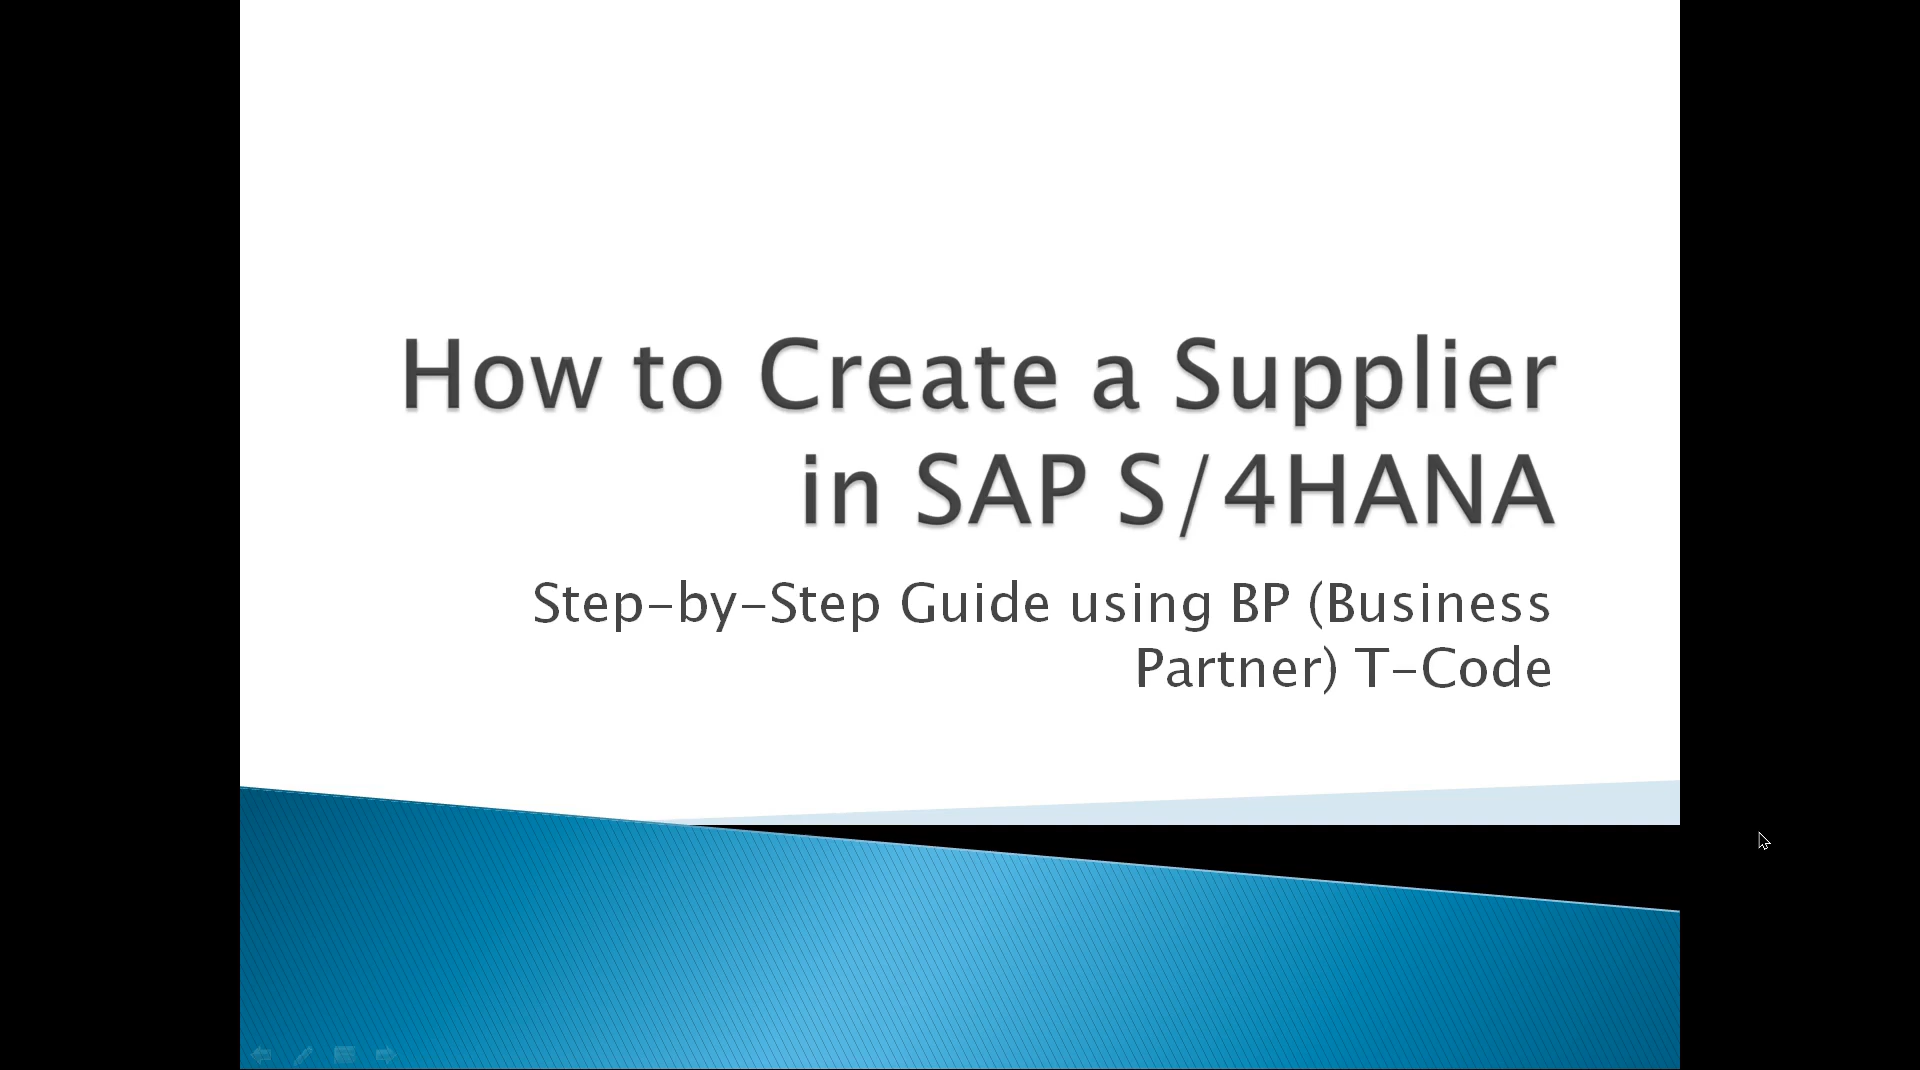 How to Create a Supplier
in SAP S/4HANA
Step-by-Step Guide using BP (Business
Partner) T-Code